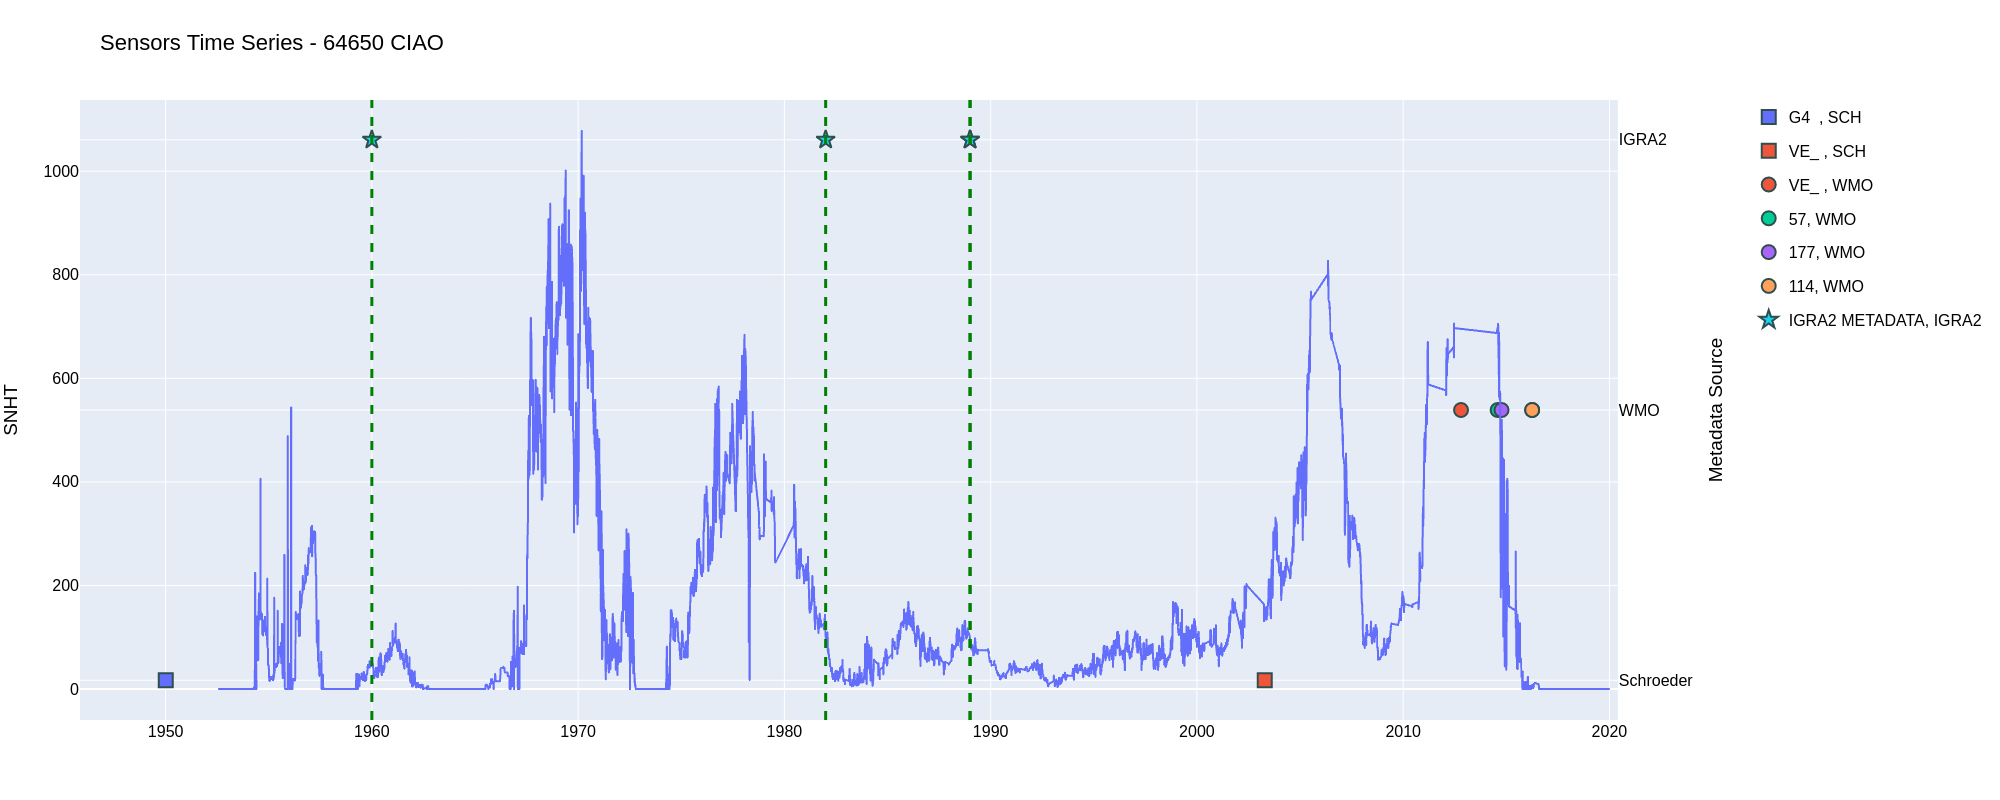 Sensors Time Series - 64650 CIAO
SNHT
1000
800
600
400
200
0
1950
1960
1970
1980
1990
2000
2010
2020
IGRA2
WMO
Schroeder
Metadata Source
G4  , SCH
VE_ , SCH
VE_ , WMO
57, WMO
177, WMO
114, WMO
IGRA2 METADATA, IGRA2